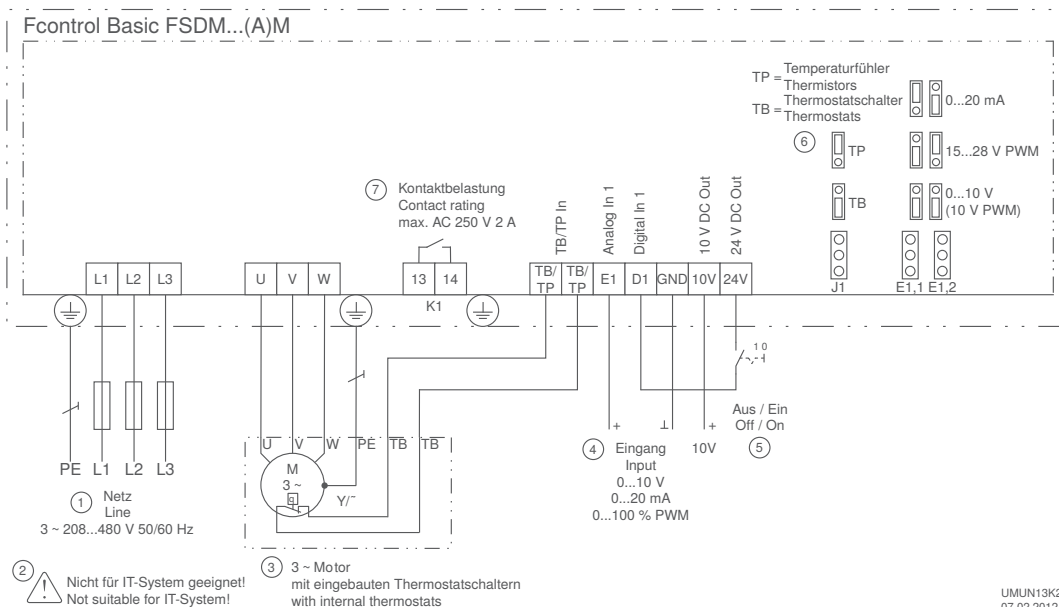 Fcontrol Basic FSDM...(A)M
TP = Temperaturfühler
Thermistors
TB = Thermostatschalter
Thermostats
0...20 mA
6
TP
15...28 V PWM
TB
0...10 V
(10 V PWM)
J1
E1,1 E1,2
7
Kontaktbelastung
Contact rating
max. AC 250 V 2 A
TB/TP In
Analog In 1
Digital In 1
10 V DC Out
24 V DC Out
L1 L2 L3
U V W
13 14
K1
TB/TP TB/TP E1 D1 GND 10V 24V
1 0
Aus / Ein
Off / On
5
PE L1 L2 L3
1
Netz
Line
3 ~ 208...480 V 50/60 Hz
U V W PE TB TB
M
3 ~
Y/
+ ⊥ +
4
Eingang
Input
0...10 V
0...20 mA
0...100 % PWM
10V
2
Nicht für IT-System geeignet!
Not suitable for IT-System!
3
3 ~ Motor
mit eingebauten Thermostatschaltern
with internal thermostats